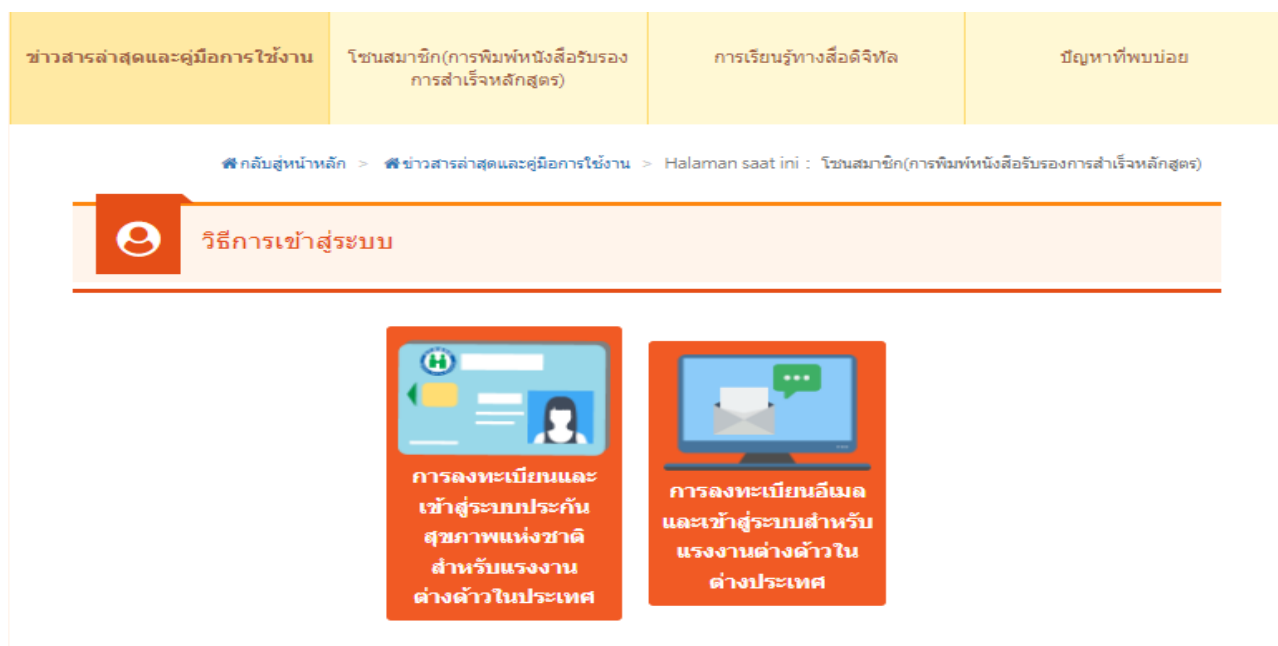 ข่าวสารล่าสุดและคู่มือการใช้งาน
โซนสมาชิก(การพิมพ์หนังสือรับรอง
การสำเร็จหลักสูตร)
การเรียนรู้ทางสื่อดิจิทัล
ปัญหาที่พบบ่อย
กลับสู่หน้าหลัก > ข่าวสารล่าสุดและคู่มือการใช้งาน > Halaman saat ini : โซนสมาชิก(การพิมพ์หนังสือรับรองการสำเร็จหลักสูตร)
วิธีการเข้าสู่ระบบ
การลงทะเบียนและ
เข้าสู่ระบบประกัน
สุขภาพแห่งชาติ
สำหรับแรงงาน
ต่างด้าวในประเทศ
การลงทะเบียนอีเมล
และเข้าสู่ระบบสำหรับ
แรงงานต่างด้าวใน
ต่างประเทศ